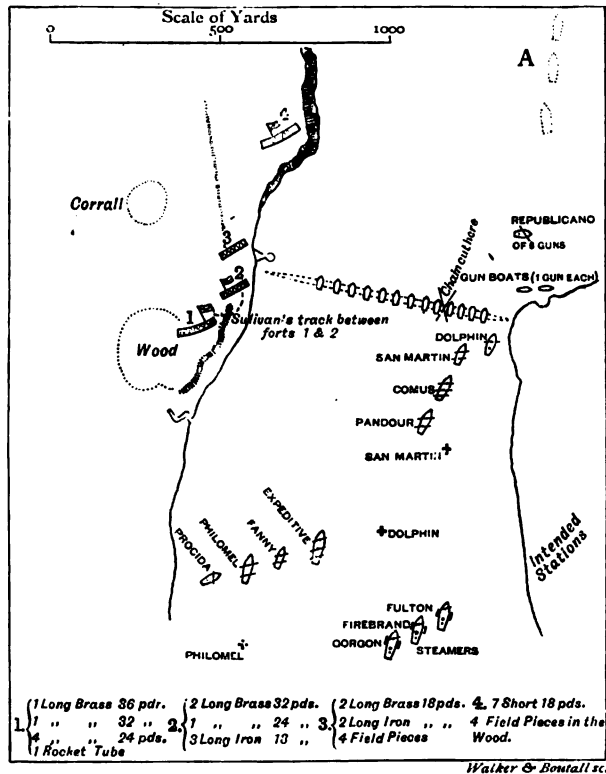 Scale of Yards
0 500 1000
A
2
Corrall
3
REPUBLICANO
OF 6 GUNS
Chain cut here
GUN BOATS (1 GUN EACH)
2
1
Sulivan's track between
forts 1 & 2
Wood
DOLPHIN
SAN MARTIN
COMUS
PANDOUR
SAN MARTIN
EXPEDITIVE
FANNY
PHILOMEL
PROCIDA
DOLPHIN
Intended
Stations
FULTON
FIREBRAND
GORGON
STEAMERS
PHILOMEL
1. 1 Long Brass 36 pdr.
1 ,, ,, 32 ,,
4 ,, ,, 24 pds.
1 Rocket Tube
2. 2 Long Brass 32 pds.
1 ,, ,, 24 ,,
3 Long Iron 13 ,,
3. 2 Long Brass 18 pds.
2 Long Iron ,, ,,
4 Field Pieces
4. 7 Short 18 pds.
4 Field Pieces in the
Wood.
Walker & Boutall sc.